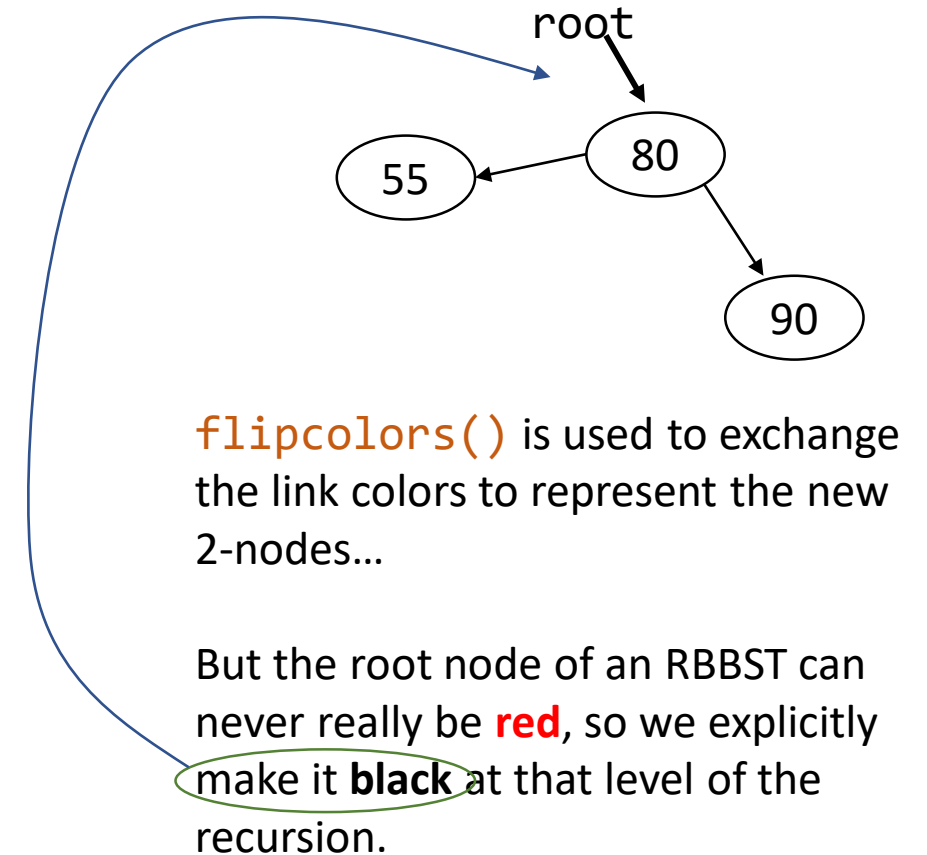 root
80
55
90
flipcolors() is used to exchange
the link colors to represent the new
2-nodes…
But the root node of an RBBST can
never really be red, so we explicitly
make it black at that level of the
recursion.